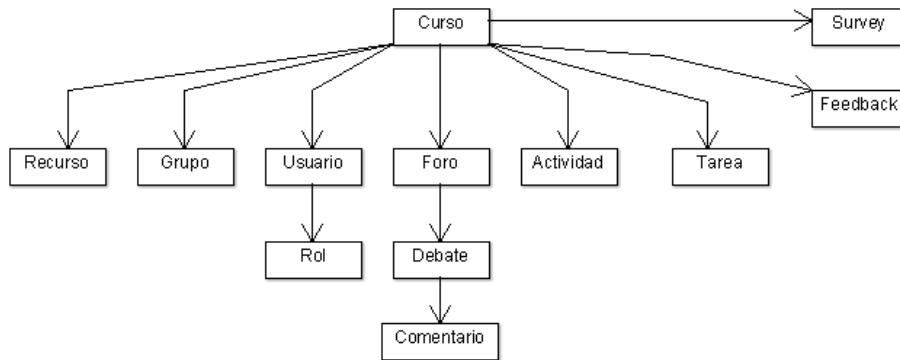 Curso
Survey
Feedback
Recurso
Grupo
Usuario
Foro
Actividad
Tarea
Rol
Debate
Comentario